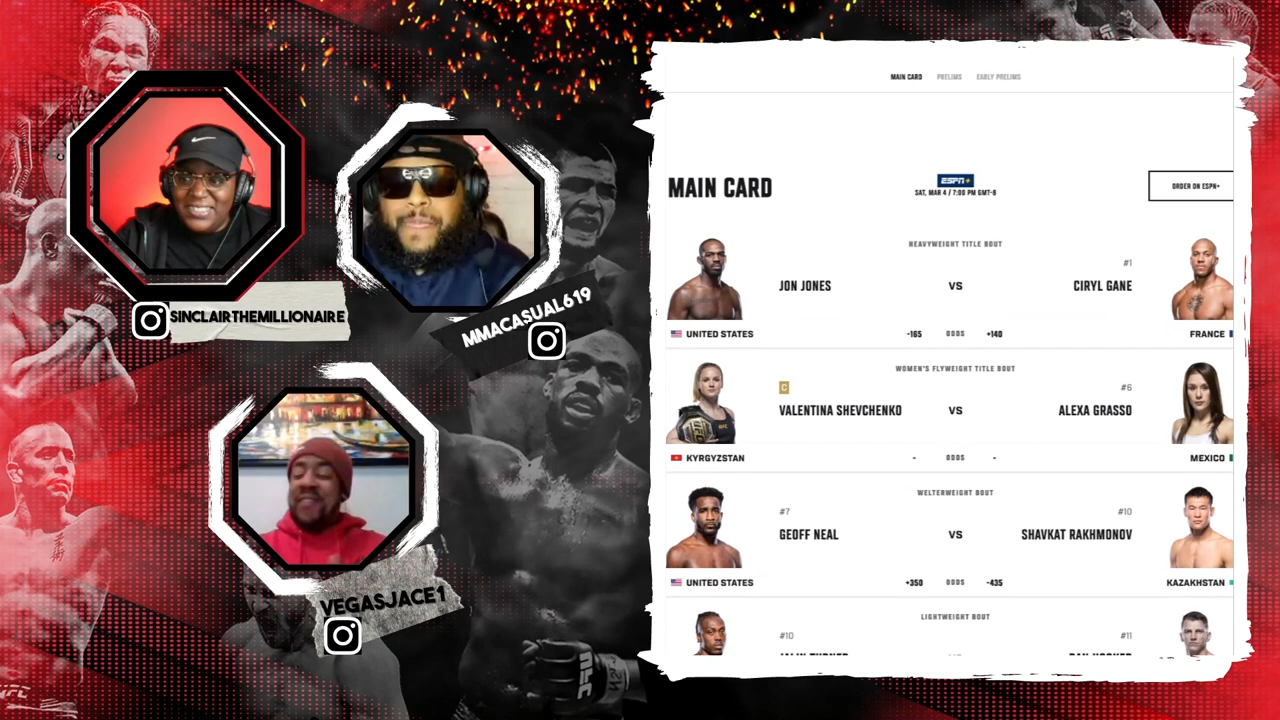 SINCLAIRTHEMILLIONAIRE
MMACASUAL619
VEGASJACE1
MAIN CARD PRELIMS EARLY PRELIMS
MAIN CARD
ESPN+
SAT, MAR 4 / 7:00 PM GMT-8
ORDER ON ESPN+
HEAVYWEIGHT TITLE BOUT
#1
JON JONES VS CIRYL GANE
UNITED STATES -165 ODDS +140 FRANCE
WOMEN'S FLYWEIGHT TITLE BOUT
C #6
VALENTINA SHEVCHENKO VS ALEXA GRASSO
KYRGYZSTAN - ODDS - MEXICO
WELTERWEIGHT BOUT
#7 #10
GEOFF NEAL VS SHAVKAT RAKHMONOV
UNITED STATES +350 ODDS -435 KAZAKHSTAN
LIGHTWEIGHT BOUT
#10 #11
UFC
UFC